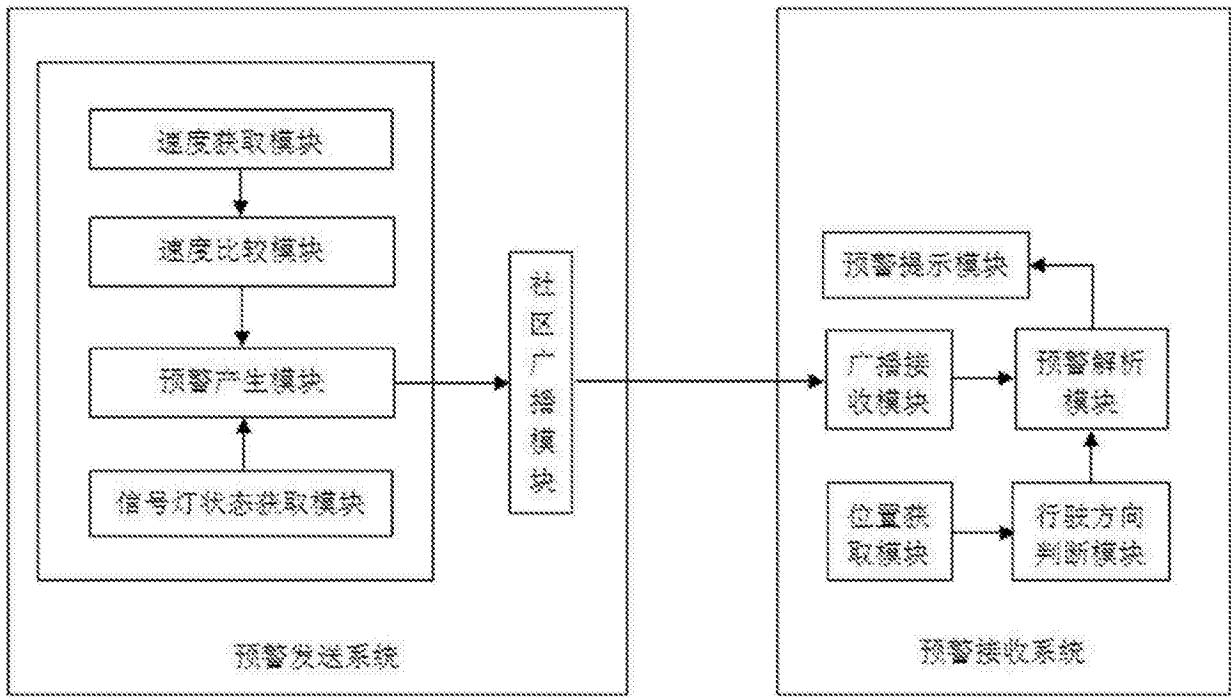 速度获取模块
速度比较模块
预警产生模块
信号灯状态获取模块
社
区
广
播
模
块
预警发送系统
预警提示模块
广播接
收模块
预警解析
模块
位置获
取模块
行驶方向
判断模块
预警接收系统